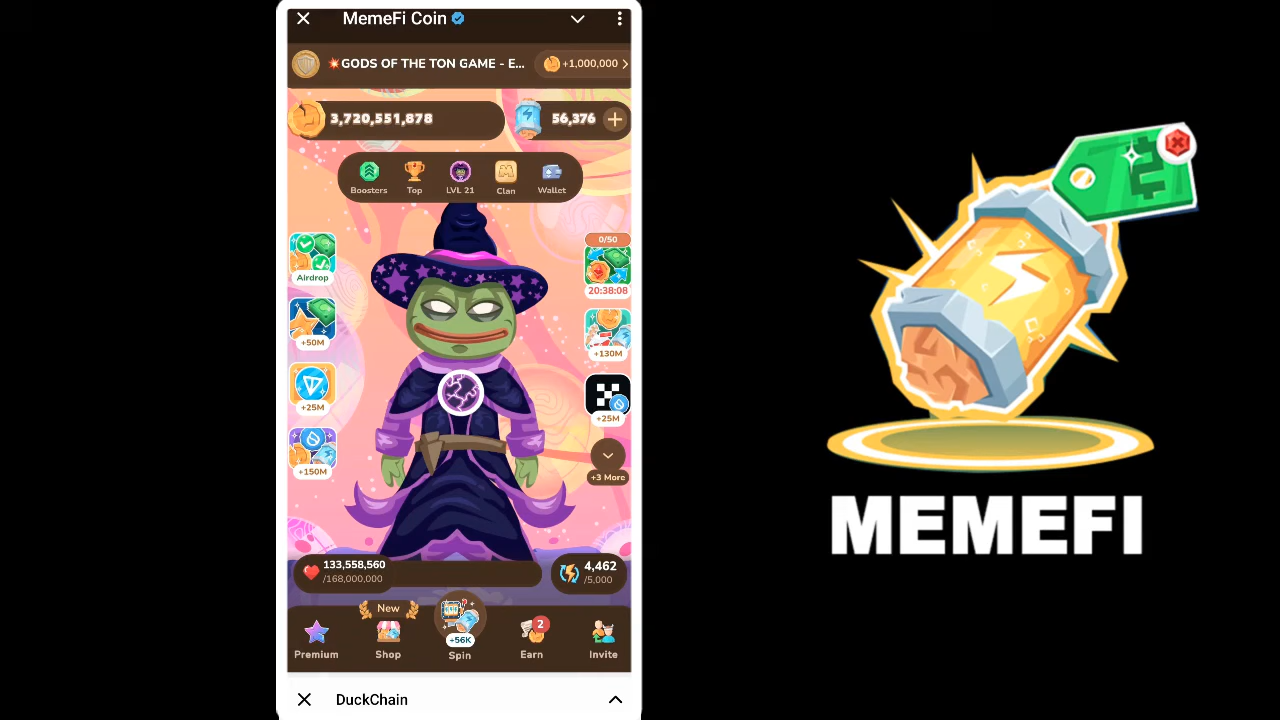 MemeFi Coin
💥GODS OF THE TON GAME - E...
+1,000,000
3,720,551,878
56,376
Boosters
Top
LVL 21
Clan
Wallet
Airdrop
+50M
+25M
+150M
0/50
20:38:08
+130M
+25M
+3 More
133,558,560
/168,000,000
4,462
/5,000
New
Premium
Shop
+56K
Spin
2
Earn
Invite
DuckChain
MEMEFI